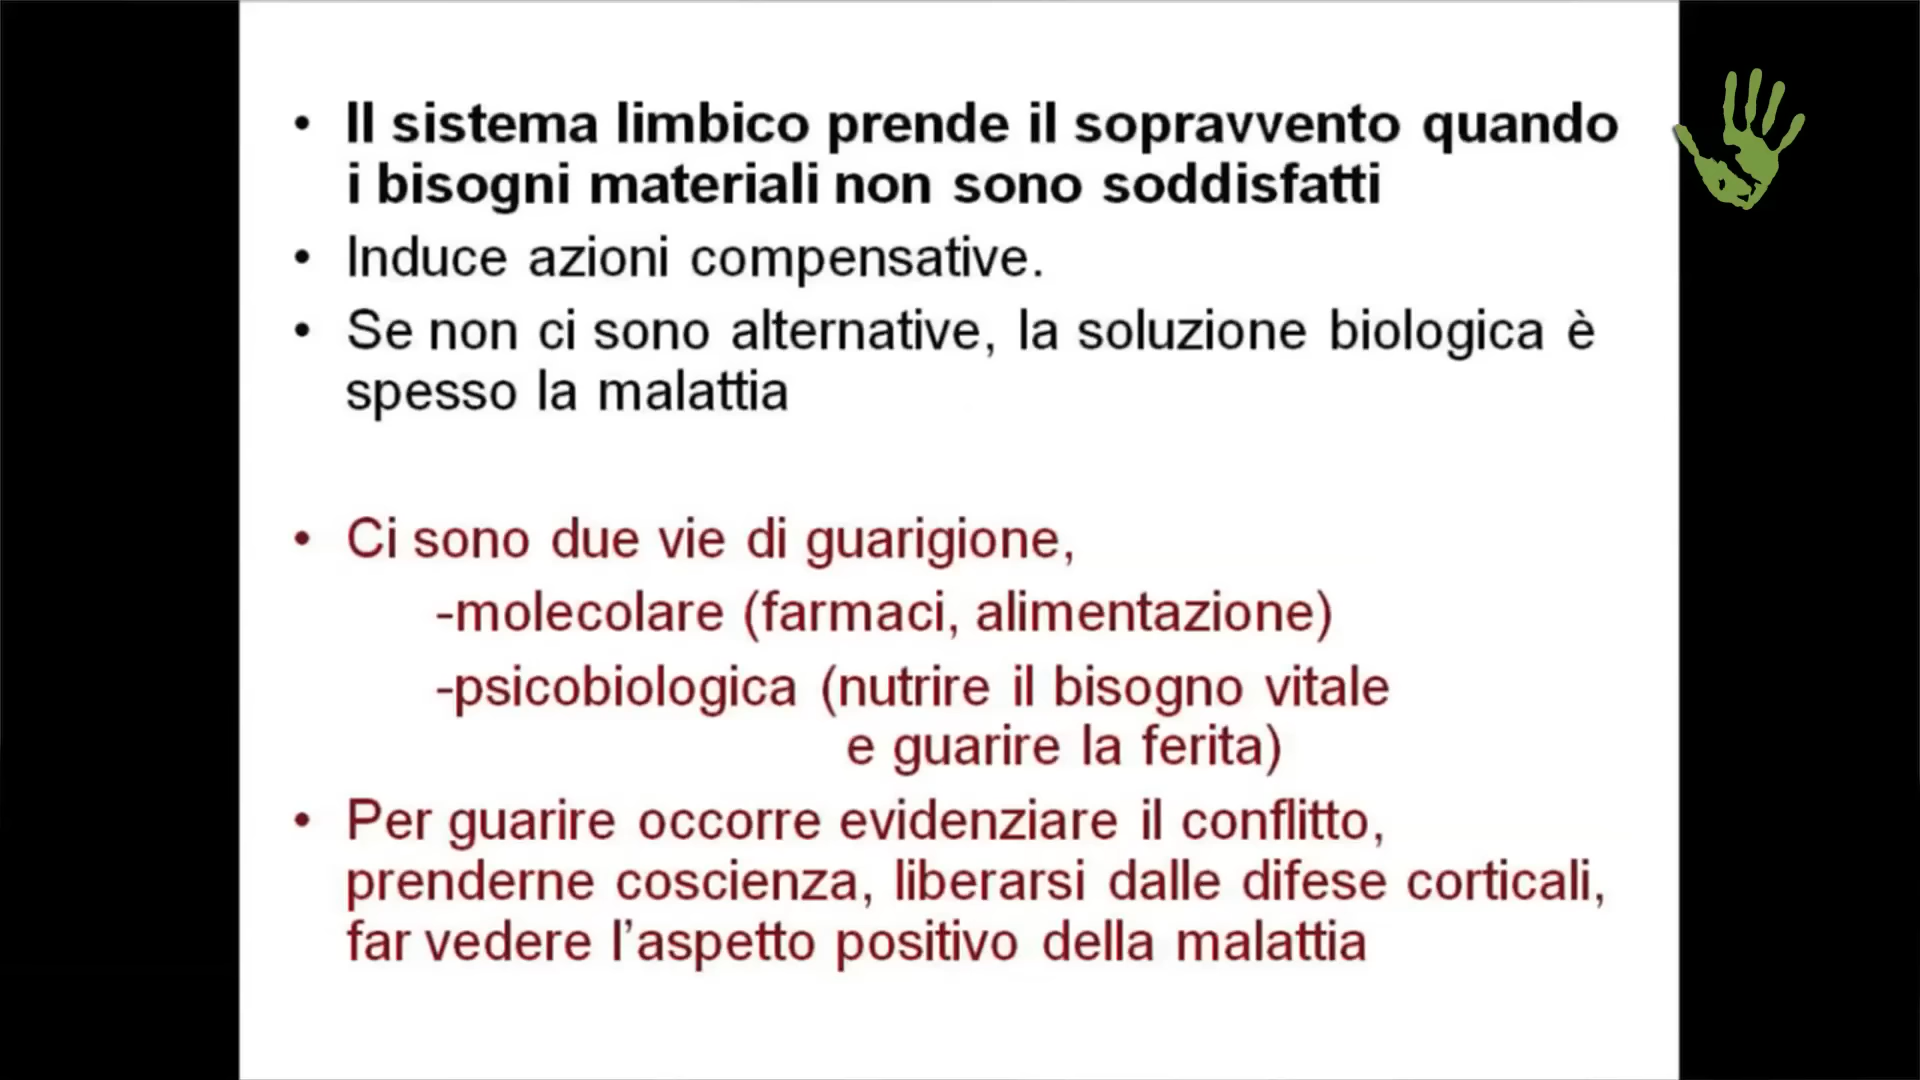 • Il sistema limbico prende il sopravvento quando
i bisogni materiali non sono soddisfatti
• Induce azioni compensative.
• Se non ci sono alternative, la soluzione biologica è
spesso la malattia
• Ci sono due vie di guarigione,
-molecolare (farmaci, alimentazione)
-psicobiologica (nutrire il bisogno vitale
e guarire la ferita)
• Per guarire occorre evidenziare il conflitto,
prenderne coscienza, liberarsi dalle difese corticali,
far vedere l’aspetto positivo della malattia